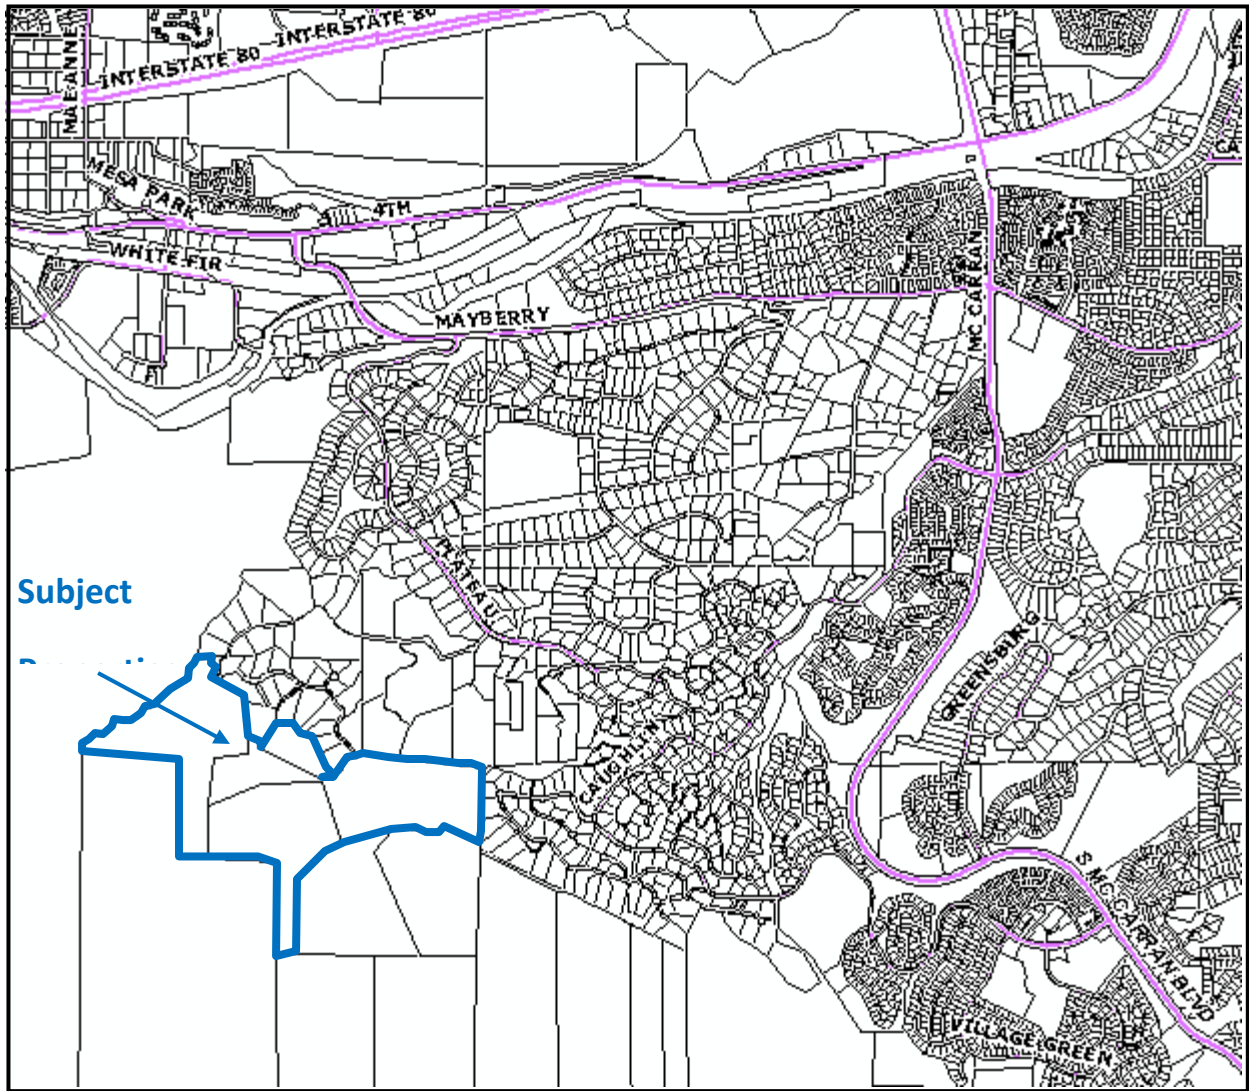 INTERSTATE 80
INTERSTATE 80
MAE ANNE
MESA PARK
4TH
WHITE FIR
MAYBERRY
MC CARRAN
PLATEAU
Subject
GREENSBURG
CAUGHLIN
S MC CARRAN BLVD
VILLAGE GREEN